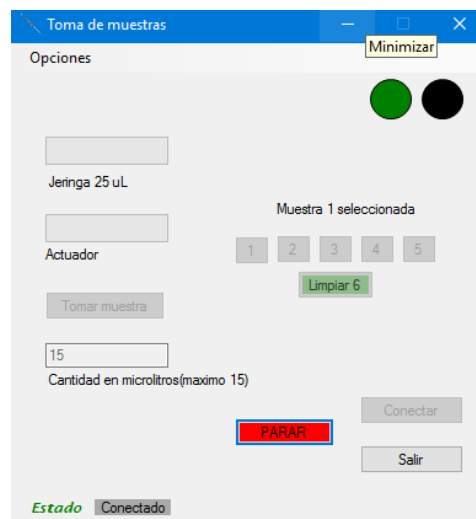 Toma de muestras
Minimizar
Opciones
Jeringa 25 uL
Muestra 1 seleccionada
Actuador
1 2 3 4 5
Limpiar 6
Tomar muestra
15
Cantidad en microlitros(maximo 15)
Conectar
PARAR
Salir
Estado Conectado